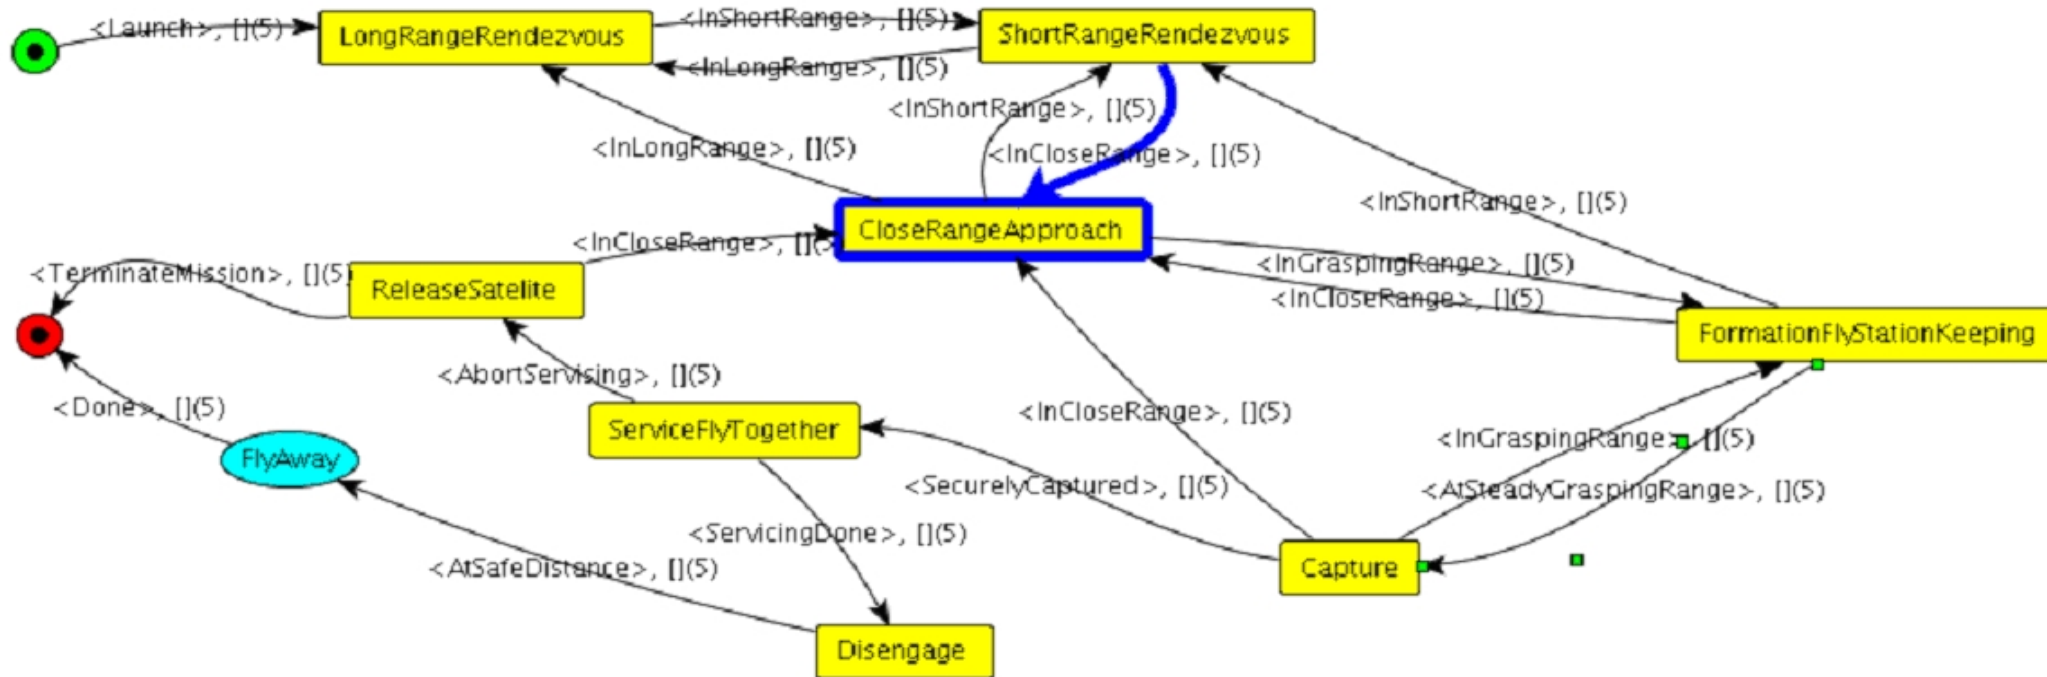 <Launch>, [](5)
LongRangeRendezvous
<InShortRange>, [](5)
ShortRangeRendezvous
<InLongRange>, [](5)
<InShortRange>, [](5)
<InLongRange>, [](5)
<InCloseRange>, [](5)
<InShortRange>, [](5)
CloseRangeApproach
<InCloseRange>, [](5
<InGraspingRange>, [](5)
<TerminateMission>, [](5)
ReleaseSatelite
<InCloseRange>, [](5)
FormationFlyStationKeeping
<AbortServising>, [](5)
<Done>, [](5)
<InCloseRange>, [](5)
ServiceFlyTogether
<InGraspingRange>, [](5)
FlyAway
<SecurelyCaptured>, [](5)
<AtSteadyGraspingRange>, [](5)
<ServicingDone>, [](5)
<AtSafeDistance>, [](5)
Capture
Disengage